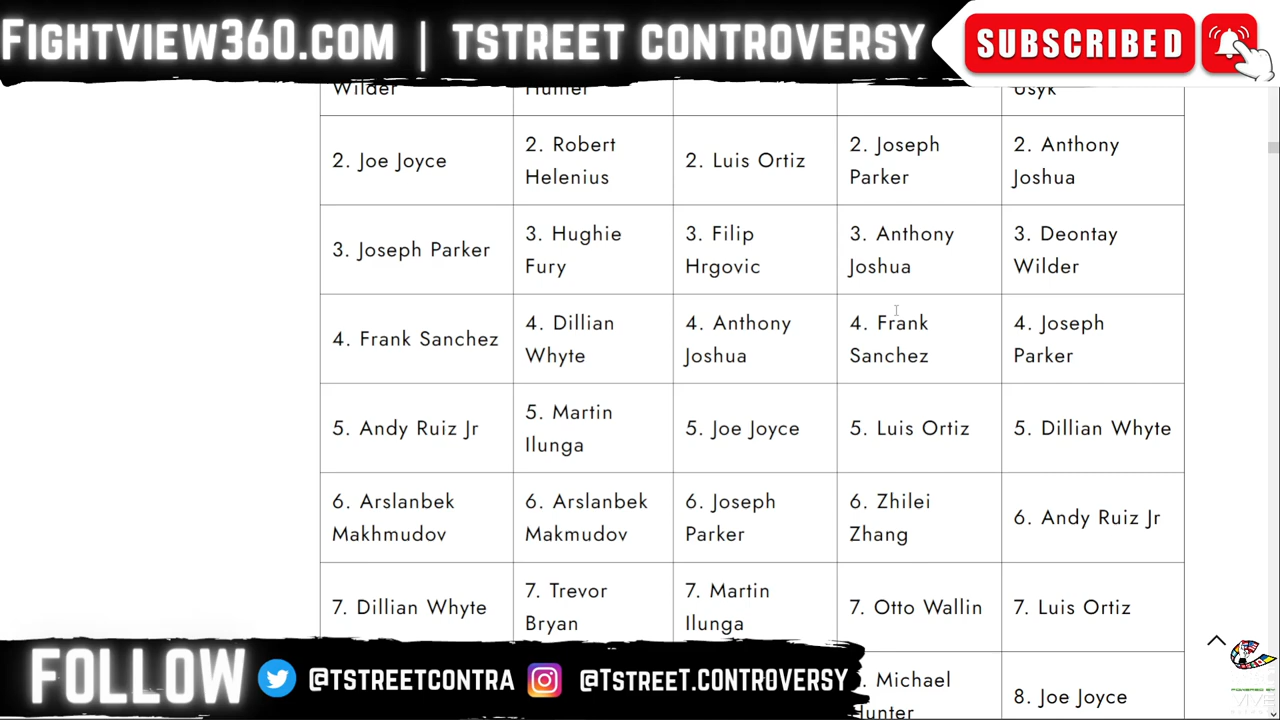 FIGHTVIEW360.COM | TSTREET CONTROVERSY
SUBSCRIBED
Wilder
Hunter
Usyk
2. Joe Joyce
2. Robert
Helenius
2. Luis Ortiz
2. Joseph
Parker
2. Anthony
Joshua
3. Joseph Parker
3. Hughie
Fury
3. Filip
Hrgovic
3. Anthony
Joshua
3. Deontay
Wilder
4. Frank Sanchez
4. Dillian
Whyte
4. Anthony
Joshua
4. Frank
Sanchez
4. Joseph
Parker
5. Andy Ruiz Jr
5. Martin
Ilunga
5. Joe Joyce
5. Luis Ortiz
5. Dillian Whyte
6. Arslanbek
Makhmudov
6. Arslanbek
Makmudov
6. Joseph
Parker
6. Zhilei
Zhang
6. Andy Ruiz Jr
7. Dillian Whyte
7. Trevor
Bryan
7. Martin
Ilunga
7. Otto Wallin
7. Luis Ortiz
Michael
Hunter
8. Joe Joyce
FOLLOW
@TSTREETCONTRA
@TSTREET.CONTROVERSY
POWERED BY